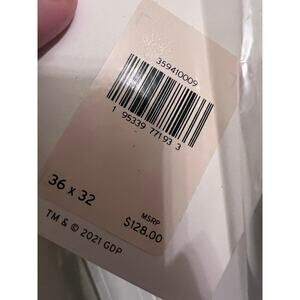 359410009
1 95339 77193 3
36 x 32
MSRP
$128.00
TM & © 2021 GDP